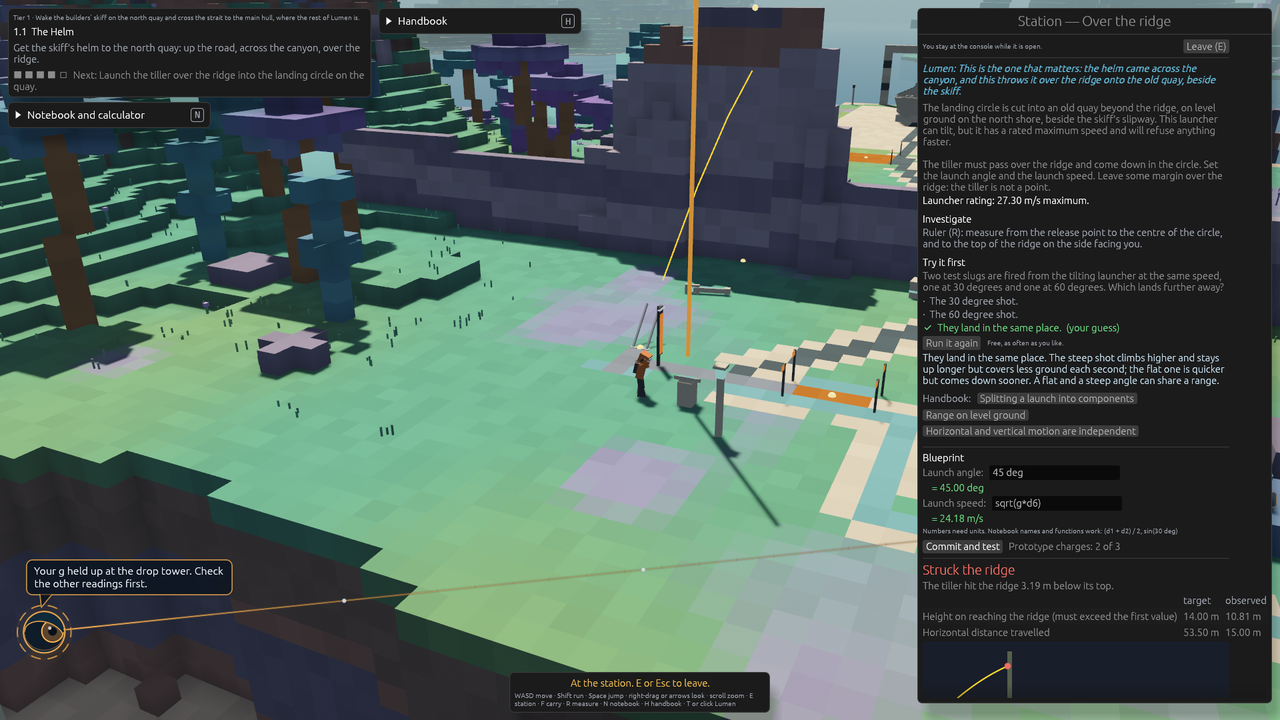 Tier 1 · Wake the builders' skiff on the north quay and cross the strait to the main hull, where the rest of Lumen is.
1.1 The Helm
Get the skiff's helm to the north quay: up the road, across the canyon, over the
ridge.
Next: Launch the tiller over the ridge into the landing circle on the
quay.
Notebook and calculator N
Handbook H
Station — Over the ridge
You stay at the console while it is open. Leave (E)
Lumen: This is the one that matters: the helm came across the
canyon, and this throws it over the ridge onto the old quay, beside
the skiff.
The landing circle is cut into an old quay beyond the ridge, on level
ground on the north shore, beside the skiff's slipway. This launcher
can tilt, but it has a rated maximum speed and will refuse anything
faster.
The tiller must pass over the ridge and come down in the circle. Set
the launch angle and the launch speed. Leave some margin over the
ridge: the tiller is not a point.
Launcher rating: 27.30 m/s maximum.
Investigate
Ruler (R): measure from the release point to the centre of the circle,
and to the top of the ridge on the side facing you.
Try it first
Two test slugs are fired from the tilting launcher at the same speed,
one at 30 degrees and one at 60 degrees. Which lands further away?
· The 30 degree shot.
· The 60 degree shot.
✓ They land in the same place. (your guess)
Run it again Free, as often as you like.
They land in the same place. The steep shot climbs higher and stays
up longer but covers less ground each second; the flat one is quicker
but comes down sooner. A flat and a steep angle can share a range.
Handbook: Splitting a launch into components
Range on level ground
Horizontal and vertical motion are independent
Blueprint
Launch angle: 45 deg
= 45.00 deg
Launch speed: sqrt(g*d6)
= 24.18 m/s
Numbers need units. Notebook names and functions work: (d1 + d2) / 2, sin(30 deg)
Commit and test Prototype charges: 2 of 3
Struck the ridge
The tiller hit the ridge 3.19 m below its top.
target observed
Height on reaching the ridge (must exceed the first value) 14.00 m 10.81 m
Horizontal distance travelled 53.50 m 15.00 m
Your g held up at the drop tower. Check
the other readings first.
At the station. E or Esc to leave.
WASD move · Shift run · Space jump · right-drag or arrows look · scroll zoom · E
station · F carry · R measure · N notebook · H handbook · T or click Lumen